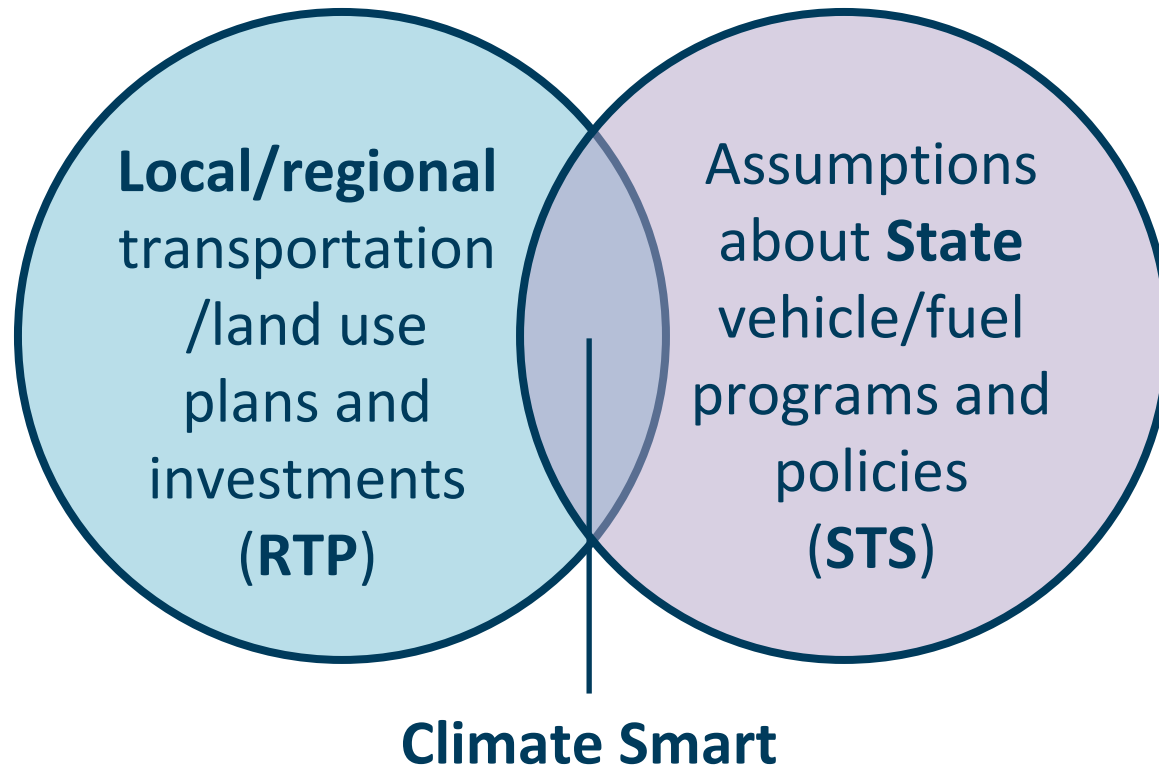 Local/regional
transportation
/land use
plans and
investments
(RTP)
Assumptions
about State
vehicle/fuel
programs and
policies
(STS)
Climate Smart